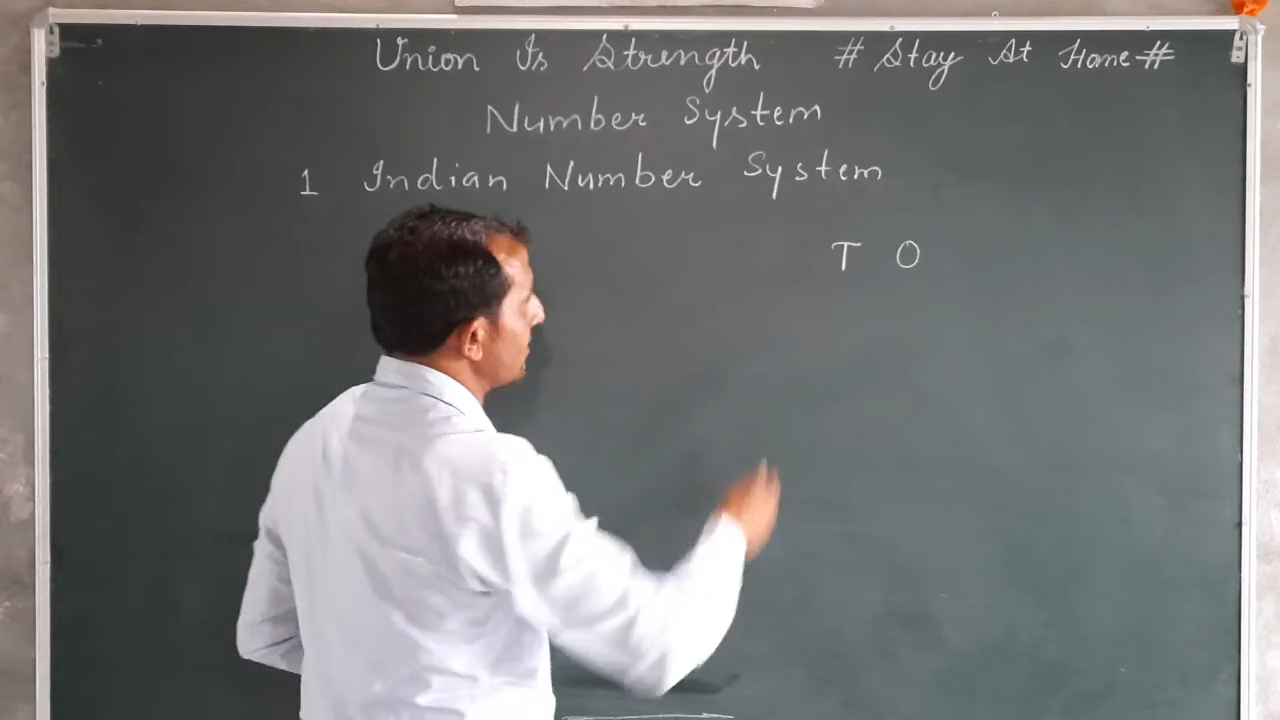 Union Is Strength # Stay At Home #
Number System
1 Indian Number System
T O